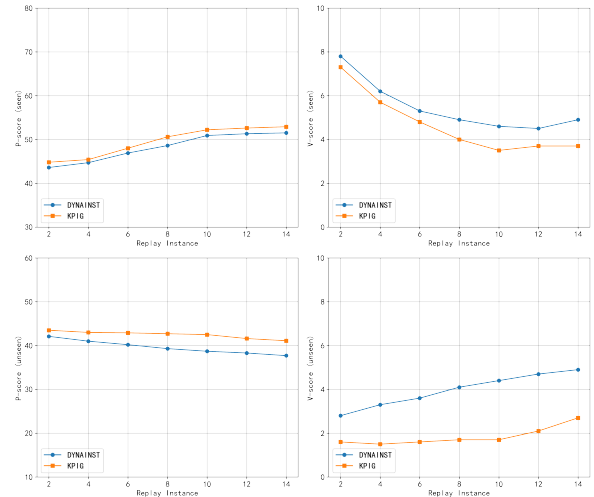 80
70
60
50
40
30
P-score (seen)
DYNAINST
KPIG
2 4 6 8 10 12 14
Replay Instance
10
8
6
4
2
0
V-score (seen)
DYNAINST
KPIG
2 4 6 8 10 12 14
Replay Instance
60
50
40
30
20
10
P-score (unseen)
DYNAINST
KPIG
2 4 6 8 10 12 14
Replay Instance
10
8
6
4
2
0
V-score (unseen)
DYNAINST
KPIG
2 4 6 8 10 12 14
Replay Instance